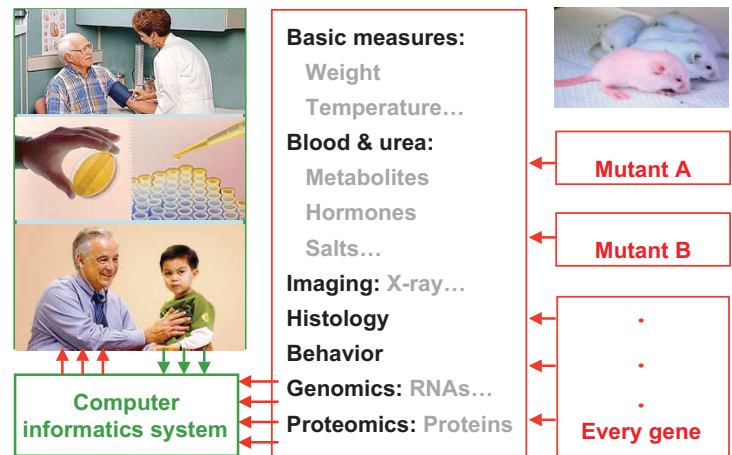 Basic measures:
Weight
Temperature…
Blood & urea:
Metabolites
Hormones
Salts…
Imaging: X-ray…
Histology
Behavior
Genomics: RNAs…
Proteomics: Proteins
Mutant A
Mutant B
.
.
.
Every gene
Computer
informatics system